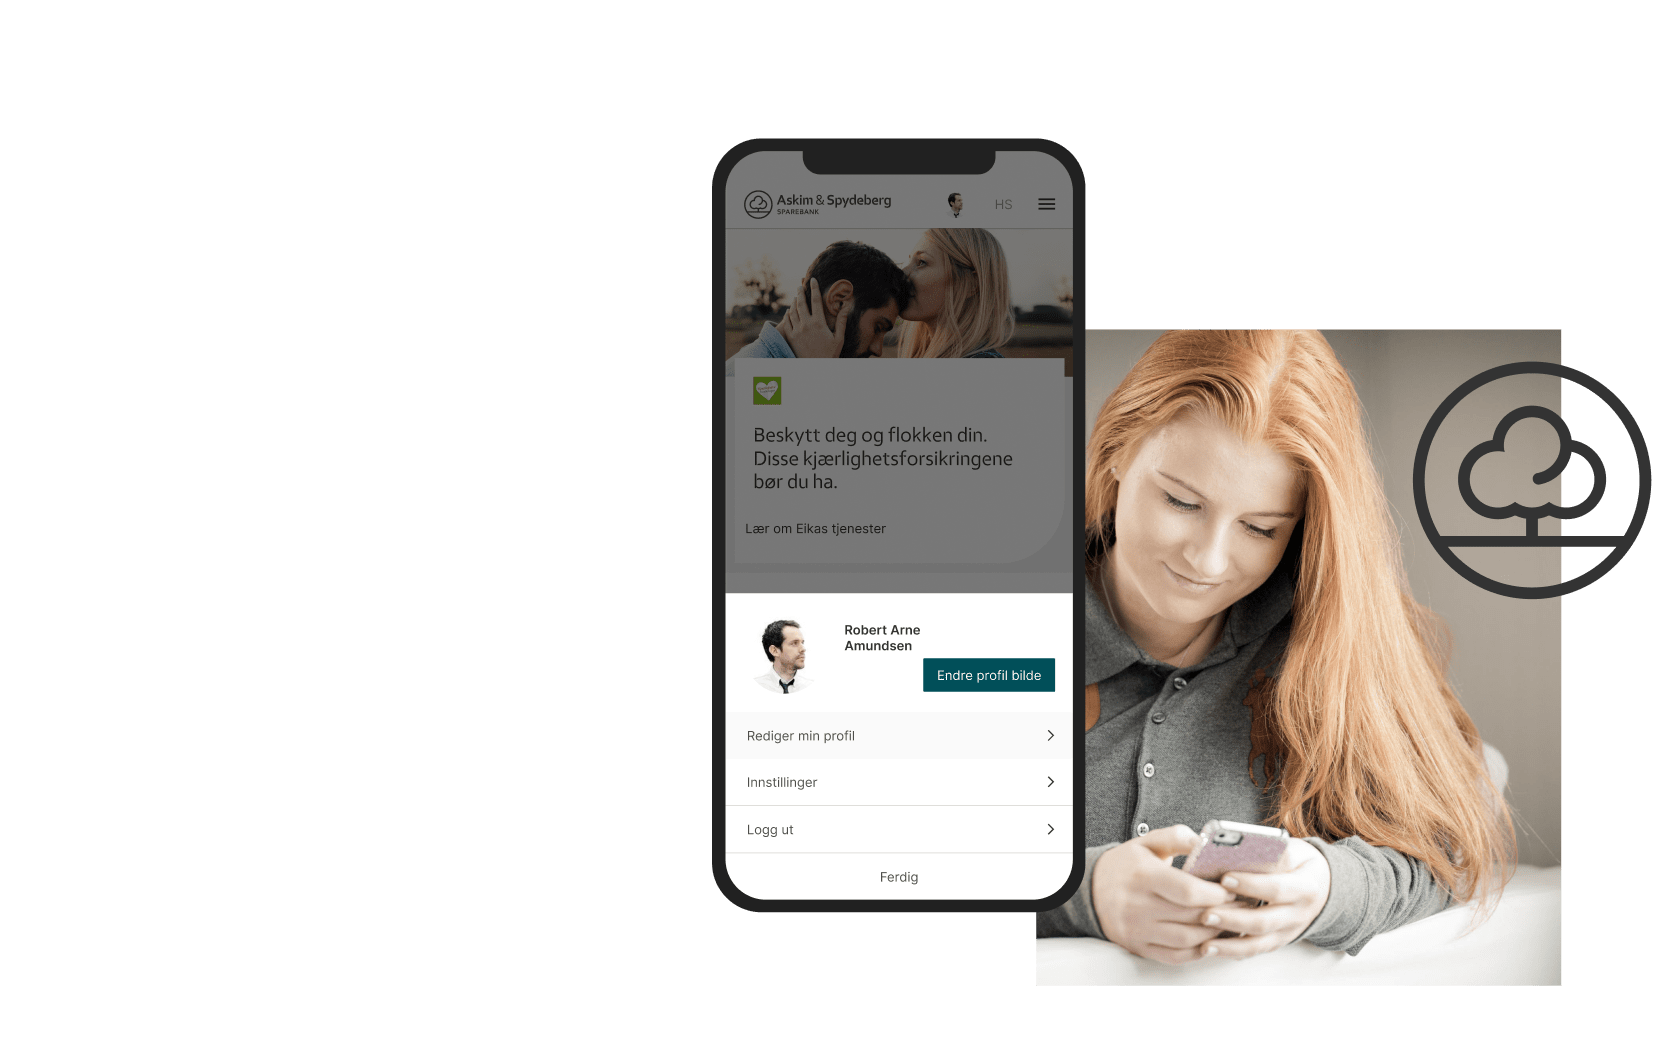 Askim & Spydeberg
SPAREBANK
HS
Beskytt deg og flokken din.
Disse kjærlighetsforsikringene
bør du ha.
Lær om Eikas tjenester
Robert Arne
Amundsen
Endre profil bilde
Rediger min profil
Innstillinger
Logg ut
Ferdig